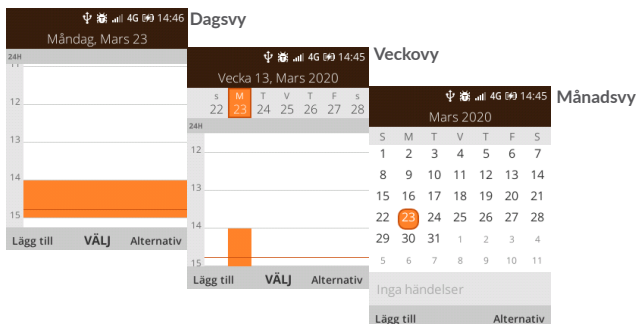 4G 14:46
Dagsvy
Måndag, Mars 23
24H
11
12
13
14
15
Lägg till VÄLJ Alternativ
4G 14:45
Veckovy
Vecka 13, Mars 2020
S M T V T F S
22 23 24 25 26 27 28
24H
12
13
14
15
Lägg till VÄLJ Alternativ
4G 14:45
Månadsvy
Mars 2020
S M T V T F S
1 2 3 4 5 6 7
8 9 10 11 12 13 14
15 16 17 18 19 20 21
22 23 24 25 26 27 28
29 30 31 1 2 3 4
5 6 7 8 9 10 11
Inga händelser
Lägg till Alternativ